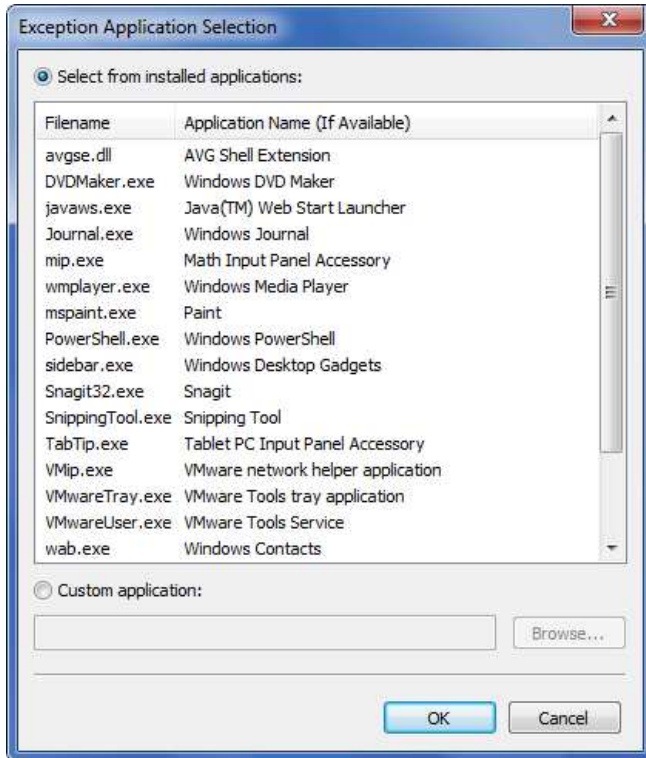 Exception Application Selection
Select from installed applications:
Filename Application Name (If Available)
avgse.dll AVG Shell Extension
DVDMaker.exe Windows DVD Maker
javaws.exe Java(TM) Web Start Launcher
Journal.exe Windows Journal
mip.exe Math Input Panel Accessory
wmplayer.exe Windows Media Player
mspaint.exe Paint
PowerShell.exe Windows PowerShell
sidebar.exe Windows Desktop Gadgets
Snagit32.exe Snagit
SnippingTool.exe Snipping Tool
TabTip.exe Tablet PC Input Panel Accessory
VMip.exe VMware network helper application
VMwareTray.exe VMware Tools tray application
VMwareUser.exe VMware Tools Service
wab.exe Windows Contacts
Custom application:
Browse...
OK Cancel